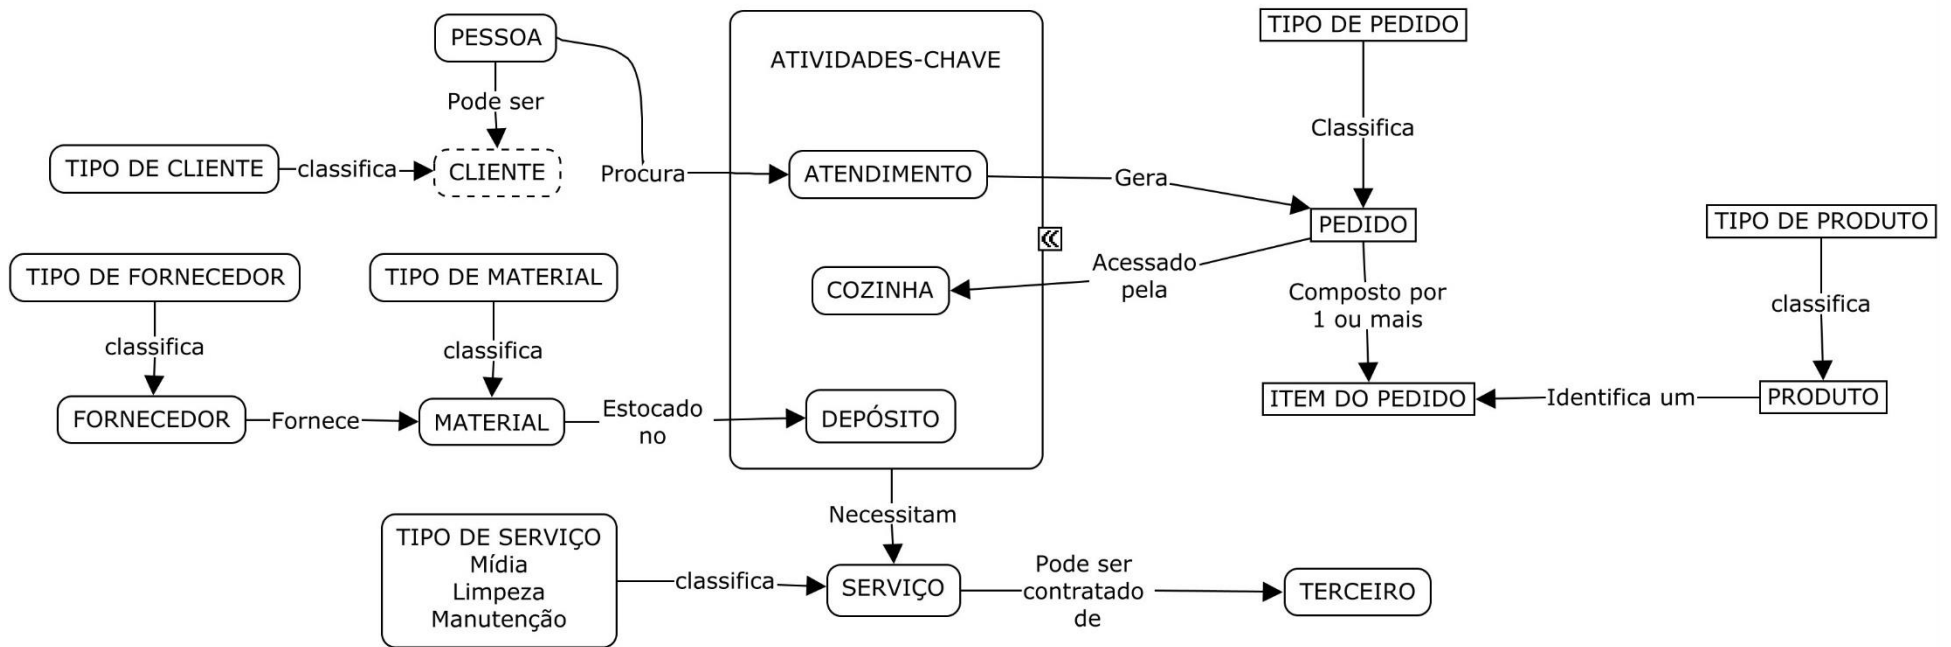 TIPO DE PEDIDO
PESSOA
ATIVIDADES-CHAVE
Pode ser
Classifica
TIPO DE CLIENTE
classifica
CLIENTE
Procura
ATENDIMENTO
Gera
PEDIDO
TIPO DE PRODUTO
TIPO DE FORNECEDOR
TIPO DE MATERIAL
COZINHA
Acessado
pela
Composto por
1 ou mais
classifica
classifica
classifica
FORNECEDOR
Fornece
MATERIAL
Estocado
no
DEPÓSITO
ITEM DO PEDIDO
Identifica um
PRODUTO
Necessitam
TIPO DE SERVIÇO
Mídia
Limpeza
Manutenção
classifica
SERVIÇO
Pode ser
contratado
de
TERCEIRO